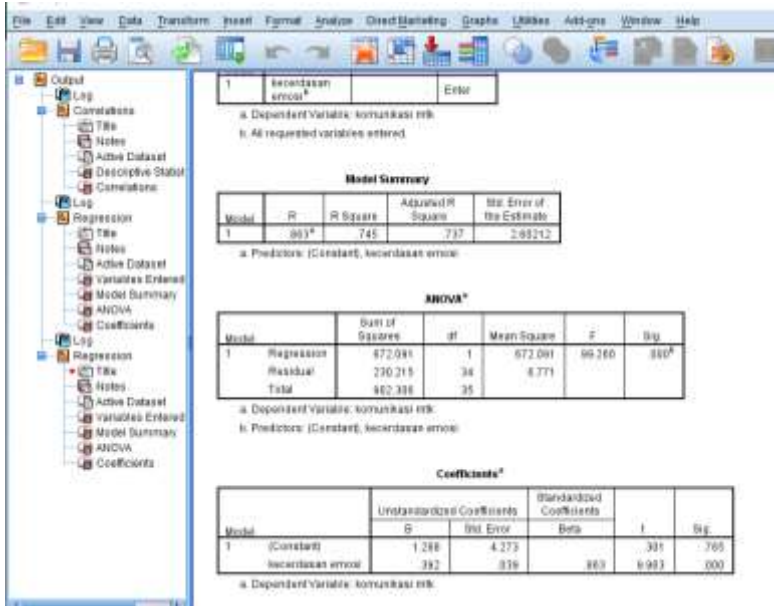 File Edit View Data Transform Insert Format Analyze Direct Marketing Graphs Utilities Add-ons Window Help
Output
Log
Correlations
Title
Notes
Active Dataset
Descriptive Statist
Correlations
Log
Regression
Title
Notes
Active Dataset
Variables Entered
Model Summary
ANOVA
Coefficients
Log
Regression
Title
Notes
Active Dataset
Variables Entered
Model Summary
ANOVA
Coefficients
1 kecerdasan emosi b Enter
a. Dependent Variable: komunikasi mtk
b. All requested variables entered.
Model Summary
Model R R Square Adjusted R Square Std. Error of the Estimate
1 .863a .745 .737 2.60212
a. Predictors: (Constant), kecerdasan emosi
ANOVAa
Model Sum of Squares df Mean Square F Sig.
1 Regression 672.091 1 672.091 99.260 .000b
Residual 230.215 34 6.771
Total 902.306 35
a. Dependent Variable: komunikasi mtk
b. Predictors: (Constant), kecerdasan emosi
Coefficientsa
Model Unstandardized Coefficients Standardized Coefficients t Sig.
B Std. Error Beta
1 (Constant) 1.288 4.273 .301 .765
kecerdasan emosi .392 .039 .863 9.963 .000
a. Dependent Variable: komunikasi mtk